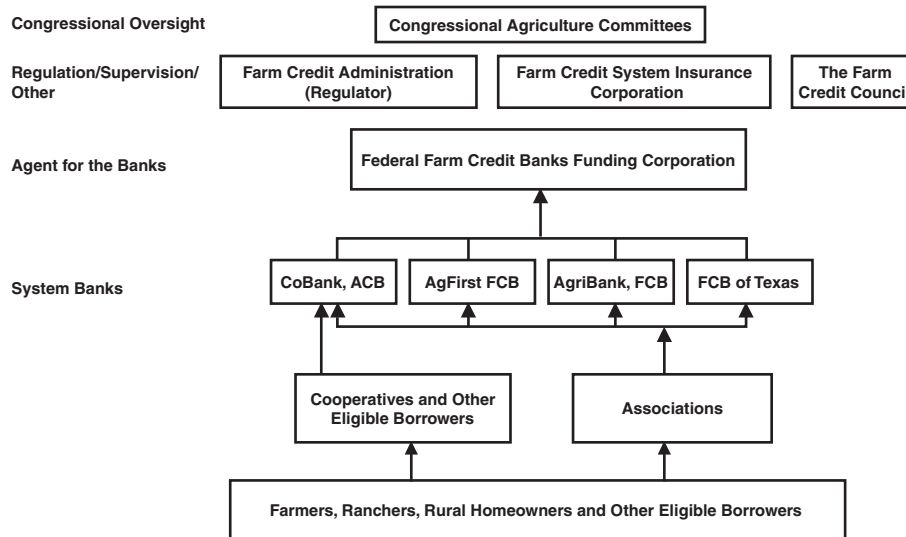 Congressional Oversight
Congressional Agriculture Committees
Regulation/Supervision/
Other
Farm Credit Administration
(Regulator)
Farm Credit System Insurance
Corporation
The Farm
Credit Counci
Agent for the Banks
Federal Farm Credit Banks Funding Corporation
System Banks
CoBank, ACB
AgFirst FCB
AgriBank, FCB
FCB of Texas
Cooperatives and Other
Eligible Borrowers
Associations
Farmers, Ranchers, Rural Homeowners and Other Eligible Borrowers